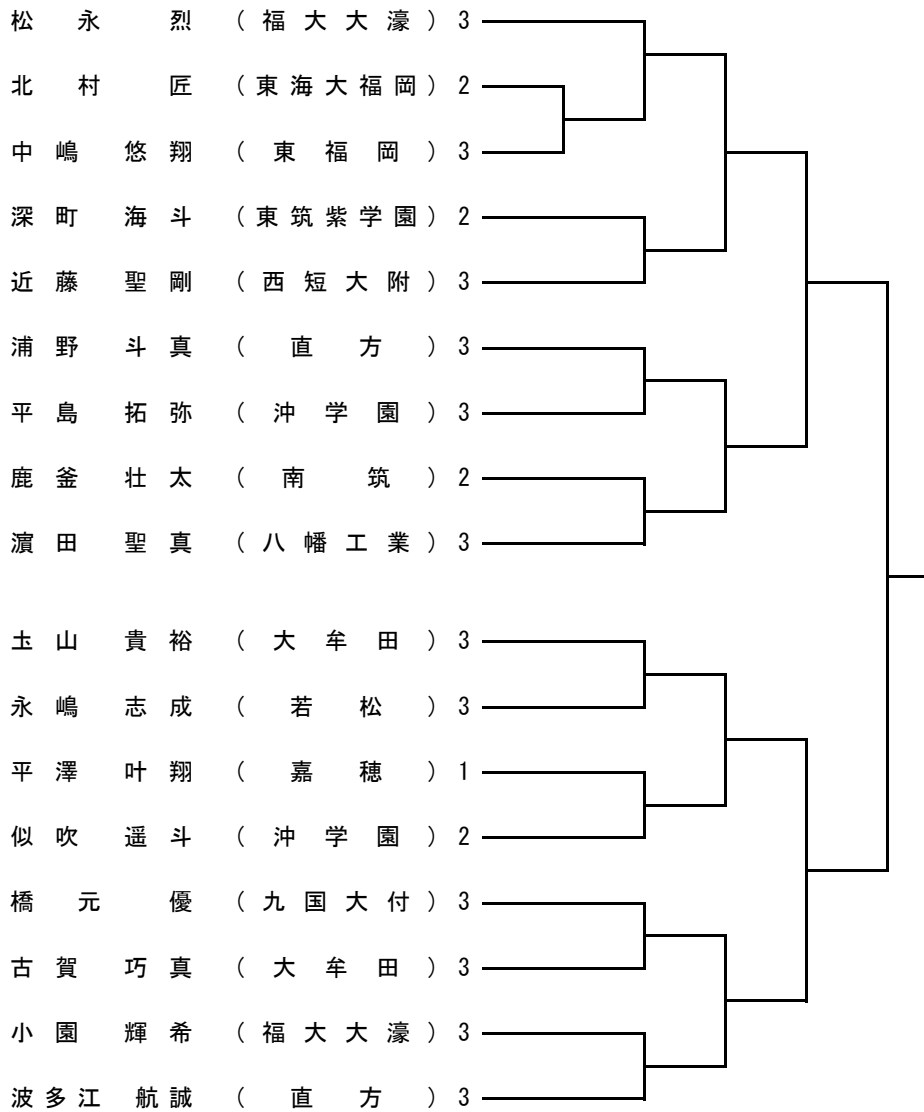 松永 烈 (福大大濠) 3
北村 匠 (東海大福岡) 2
中嶋 悠翔 (東福岡) 3
深町 海斗 (東筑紫学園) 2
近藤 聖剛 (西短大附) 3
浦野 斗真 (直方) 3
平島 拓弥 (沖学園) 3
鹿釜 壮太 (南筑) 2
濵田 聖真 (八幡工業) 3
圡山 貴裕 (大牟田) 3
永嶋 志成 (若松) 3
平澤 叶翔 (嘉穂) 1
似吹 遥斗 (沖学園) 2
橋元 優 (九国大付) 3
古賀 巧真 (大牟田) 3
小園 輝希 (福大大濠) 3
波多江 航誠 (直方) 3